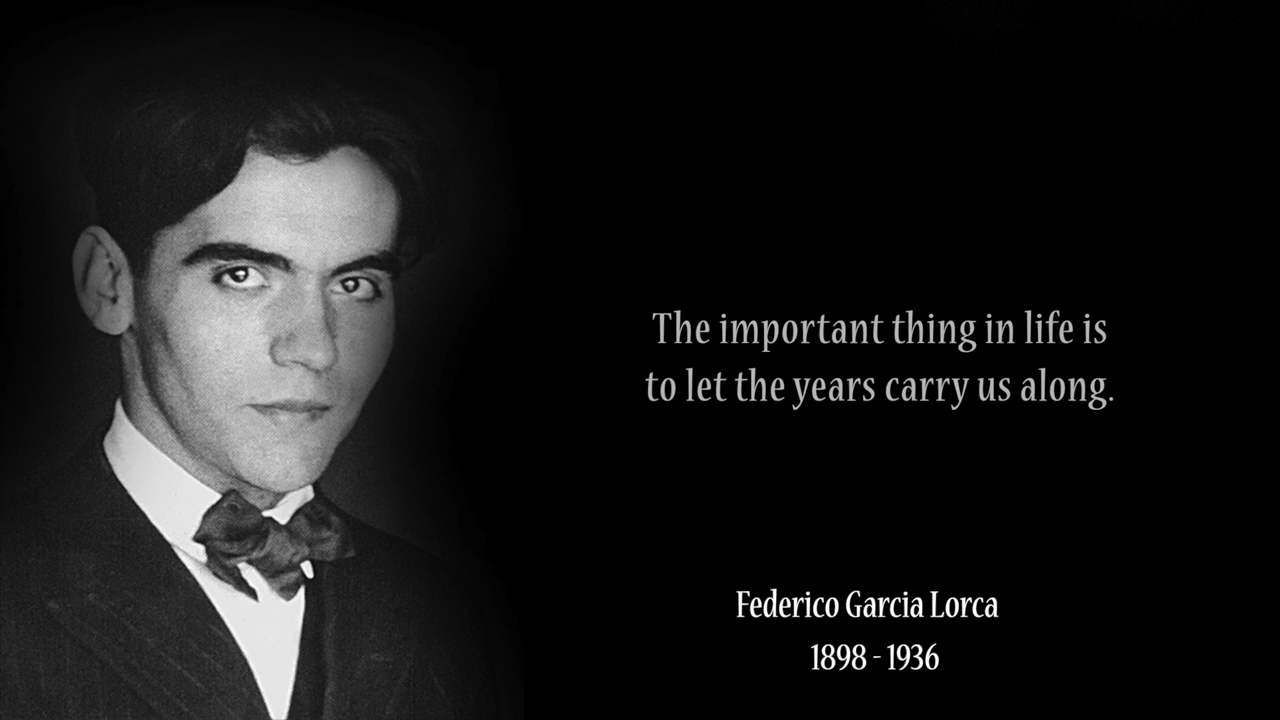 The important thing in life is
to let the years carry us along.
Federico Garcia Lorca
1898 - 1936